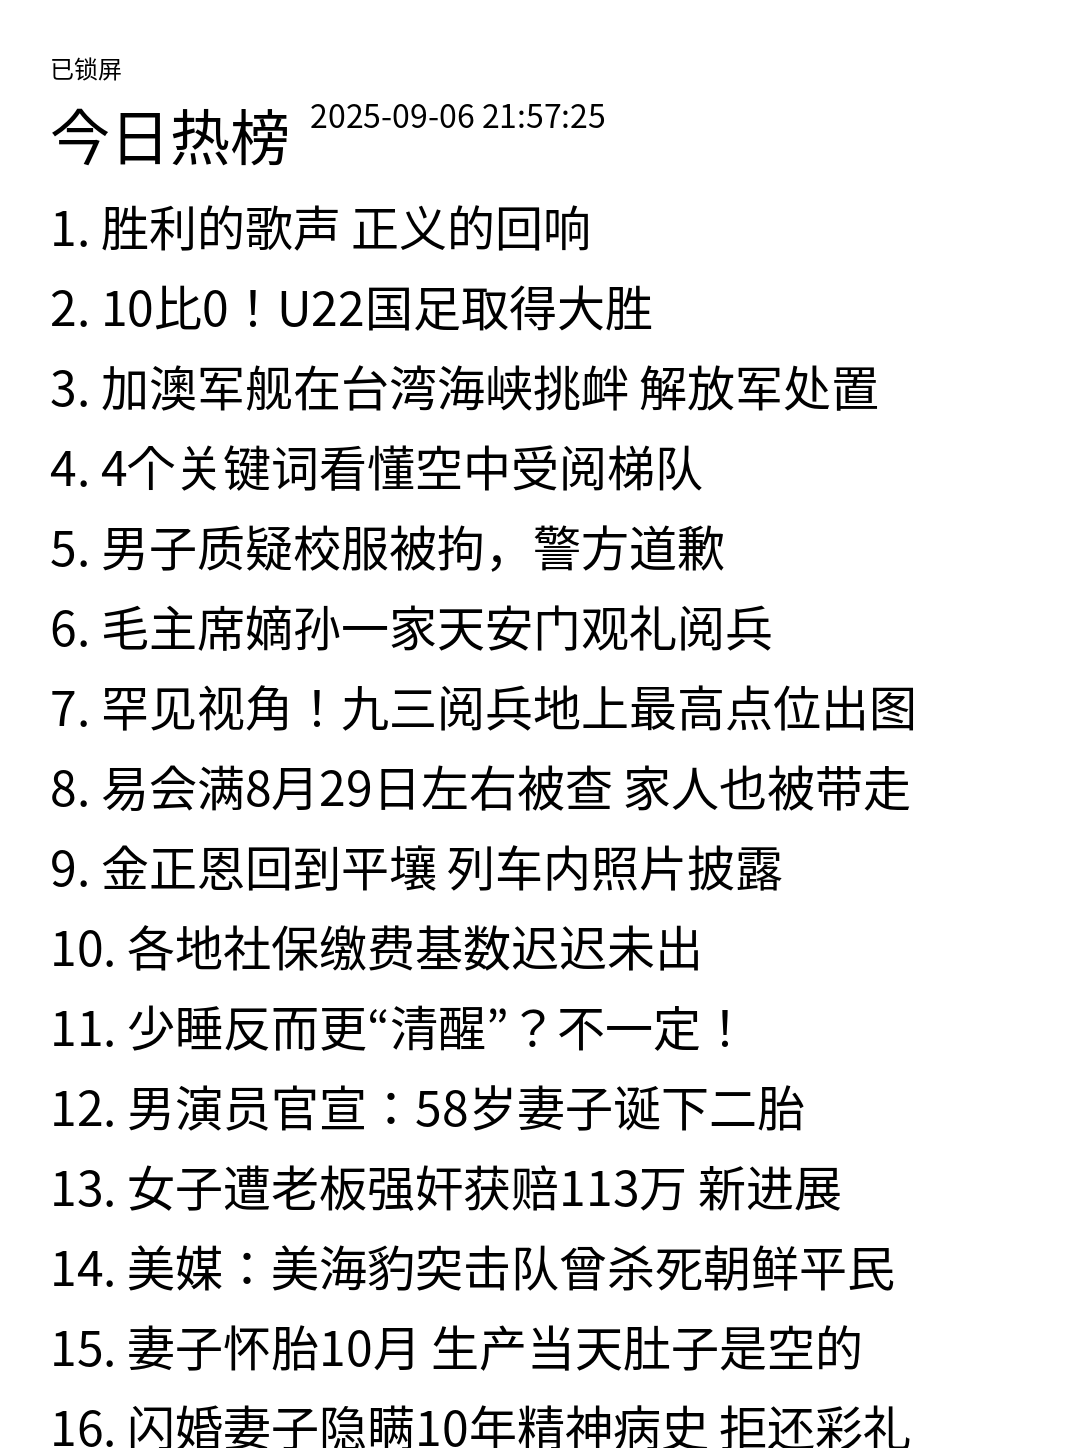 已锁屏
今日热榜 2025-09-06 21:57:25
1. 胜利的歌声 正义的回响
2. 10比0！U22国足取得大胜
3. 加澳军舰在台湾海峡挑衅 解放军处置
4. 4个关键词看懂空中受阅梯队
5. 男子质疑校服被拘，警方道歉
6. 毛主席嫡孙一家天安门观礼阅兵
7. 罕见视角！九三阅兵地上最高点位出图
8. 易会满8月29日左右被查 家人也被带走
9. 金正恩回到平壤 列车内照片披露
10. 各地社保缴费基数迟迟未出
11. 少睡反而更“清醒”？不一定！
12. 男演员官宣：58岁妻子诞下二胎
13. 女子遭老板强奸获赔113万 新进展
14. 美媒：美海豹突击队曾杀死朝鲜平民
15. 妻子怀胎10月 生产当天肚子是空的
16. 闪婚妻子隐瞒10年精神病史 拒还彩礼